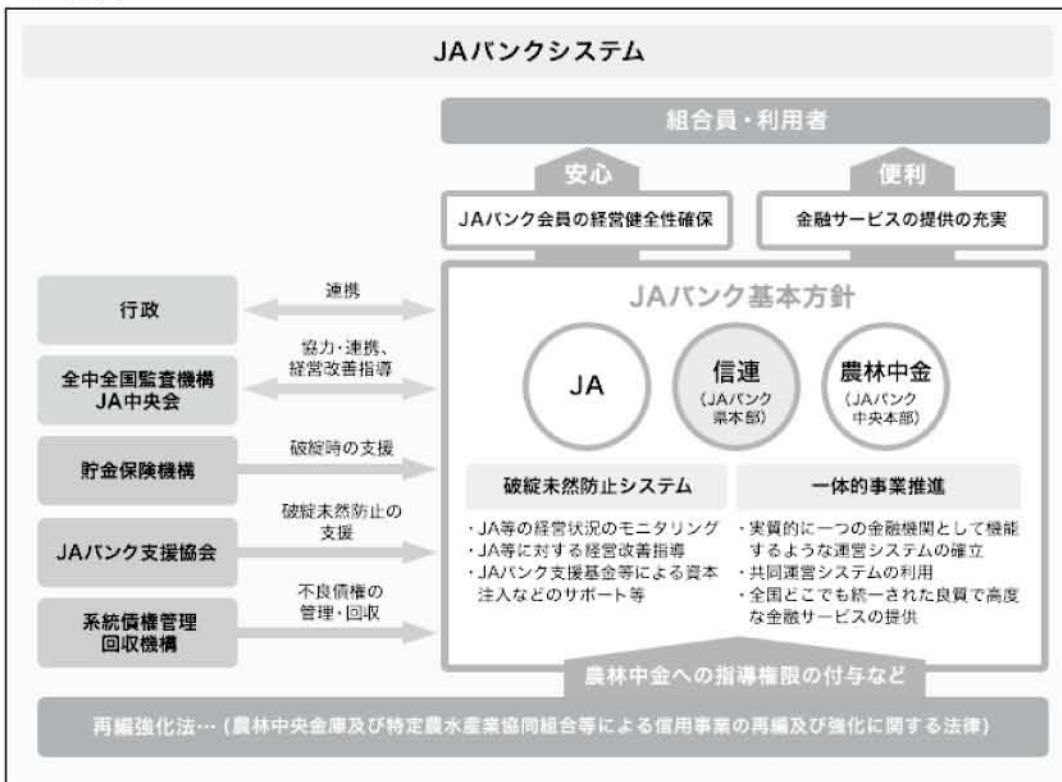 JAバンクシステム
組合員・利用者
安心
便利
JAバンク会員の経営健全性確保
金融サービスの提供の充実
行政
連携
全中全国監査機構
JA中央会
協力・連携、
経営改善指導
貯金保険機構
破綻時の支援
JAバンク支援協会
破綻未然防止の
支援
系統債権管理
回収機構
不良債権の
管理・回収
JAバンク基本方針
JA
信連
(JAバンク
県本部)
農林中金
(JAバンク
中央本部)
破綻未然防止システム
・JA等の経営状況のモニタリング
・JA等に対する経営改善指導
・JAバンク支援基金等による資本
注入などのサポート等
一体的事業推進
・実質的に一つの金融機関として機能
するような運営システムの確立
・共同運営システムの利用
・全国どこでも統一された良質で高度
な金融サービスの提供
農林中金への指導権限の付与など
再編強化法…(農林中央金庫及び特定農水産業協同組合等による信用事業の再編及び強化に関する法律)